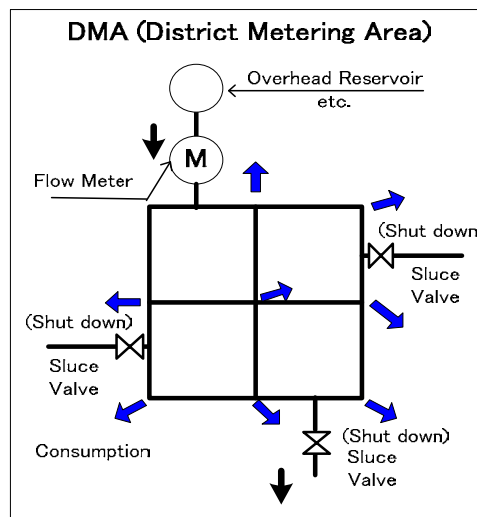 DMA (District Metering Area)
Overhead Reservoir
etc.
M
Flow Meter
(Shut down)
Sluce
Valve
(Shut down)
Sluce
Valve
(Shut down)
Sluce
Valve
Consumption